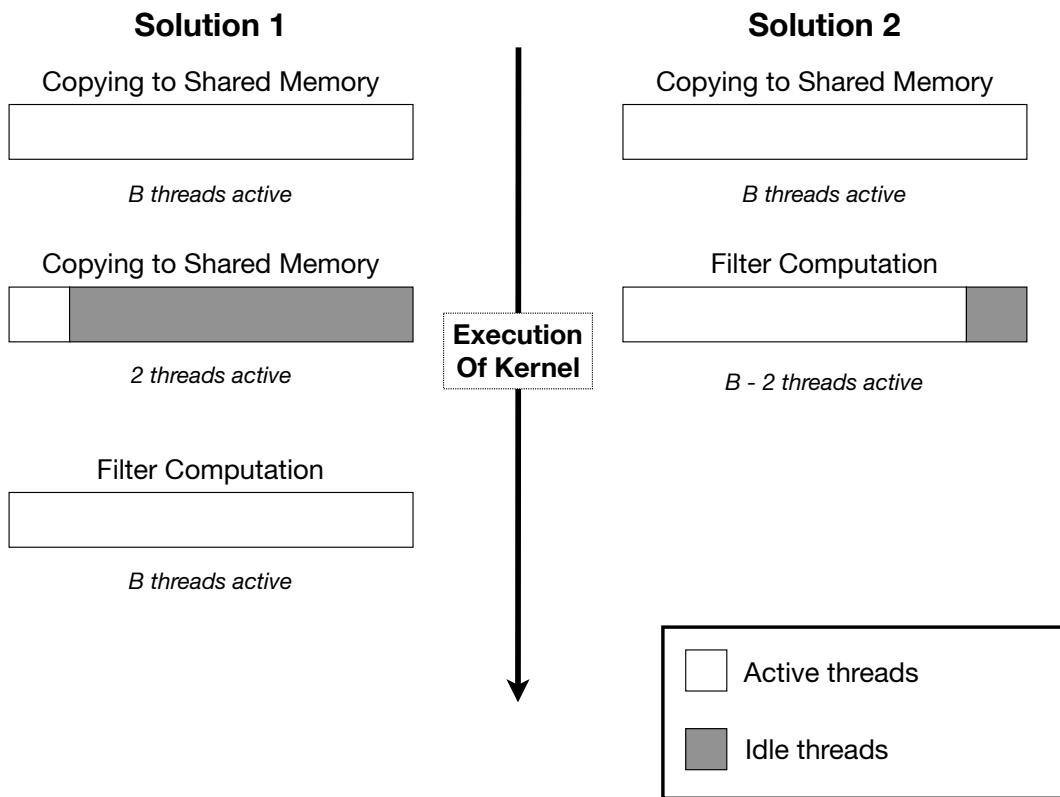 Solution 1
Copying to Shared Memory
B threads active
Copying to Shared Memory
2 threads active
Filter Computation
B threads active
Execution
Of Kernel
Solution 2
Copying to Shared Memory
B threads active
Filter Computation
B - 2 threads active
Active threads
Idle threads